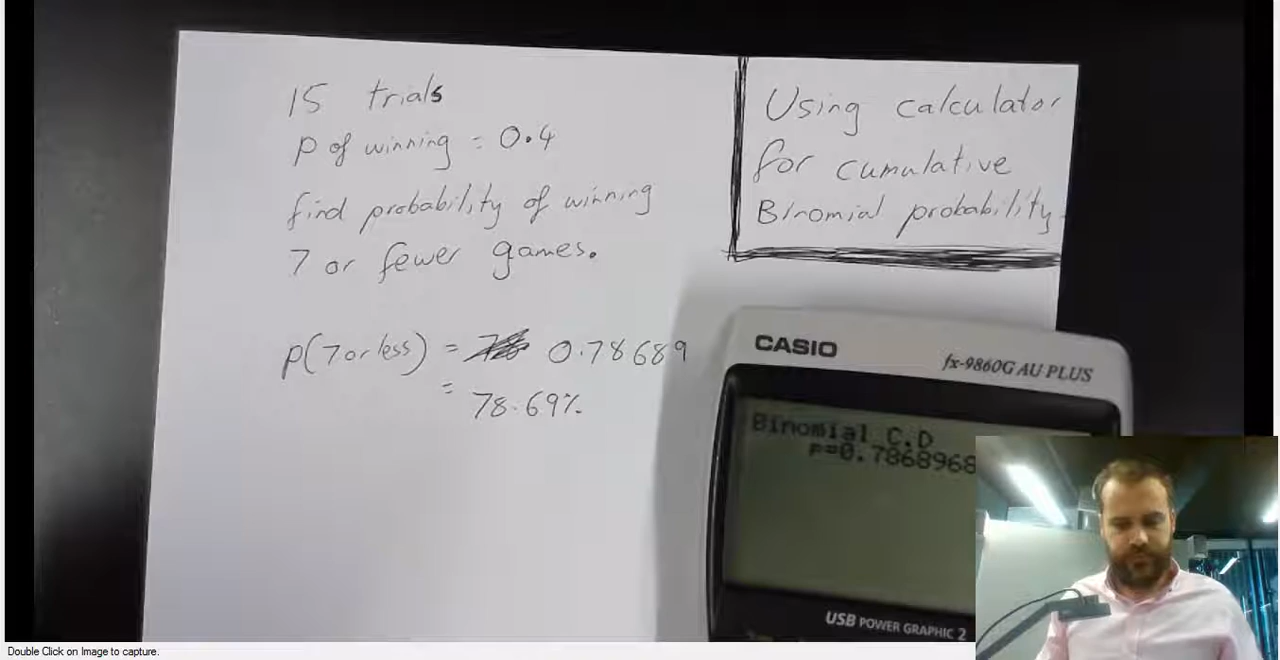 15 trials
p of winning = 0.4
find probability of winning
7 or fewer games.
p(7 or less) = 0.78689
= 78.69%
Using calculator
for cumulative
Binomial probability
CASIO
fx-9860G AU PLUS
Binomial C.D
p=0.7868968
USB POWER GRAPHIC 2
Double Click on Image to capture.